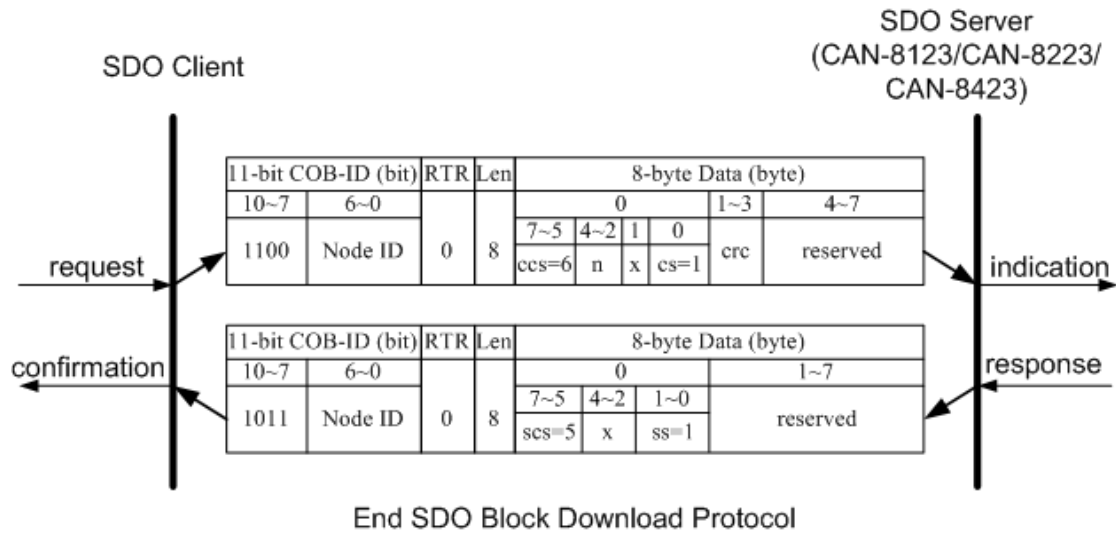 SDO Client
SDO Server
(CAN-8123/CAN-8223/
CAN-8423)
11-bit COB-ID (bit) RTR Len 8-byte Data (byte)
10~7 6~0 0 1~3 4~7
7~5 4~2 1 0
1100 Node ID 0 8 crc reserved
ccs=6 n x cs=1
request
indication
11-bit COB-ID (bit) RTR Len 8-byte Data (byte)
10~7 6~0 0 1~7
7~5 4~2 1~0
1011 Node ID 0 8 reserved
scs=5 x ss=1
confirmation
response
End SDO Block Download Protocol